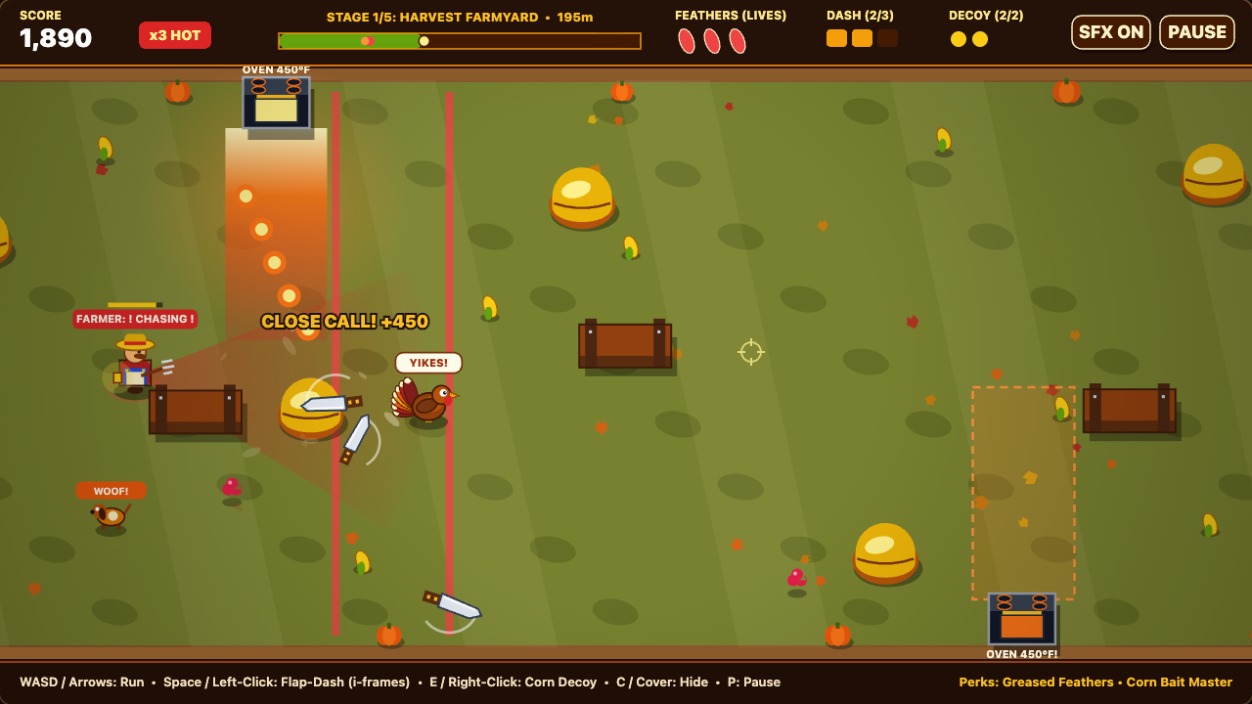 SCORE
1,890
x3 HOT
STAGE 1/5: HARVEST FARMYARD • 195m
FEATHERS (LIVES)
DASH (2/3)
DECOY (2/2)
SFX ON
PAUSE
OVEN 450°F
CLOSE CALL! +450
FARMER: ! CHASING !
YIKES!
WOOF!
OVEN 450°F!
WASD / Arrows: Run • Space / Left-Click: Flap-Dash (i-frames) • E / Right-Click: Corn Decoy • C / Cover: Hide • P: Pause
Perks: Greased Feathers • Corn Bait Master